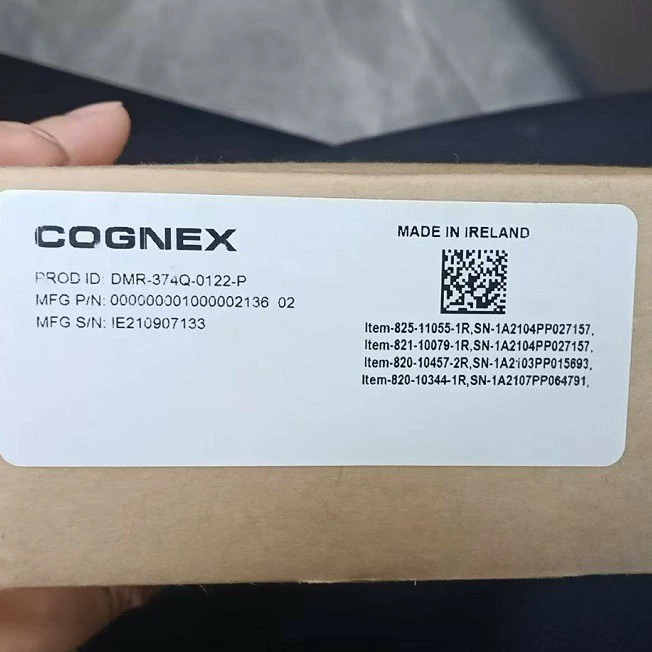 COGNEX
PROD ID: DMR-374Q-0122-P
MFG P/N: 000000001000002136 02
MFG S/N: IE210907133
MADE IN IRELAND
Item-825-11055-1R,SN-1A2104PP027157,
Item-821-10079-1R,SN-1A2104PP027157,
Item-820-10457-2R,SN-1A2103PP015693,
Item-820-10344-1R,SN-1A2107PP064791,